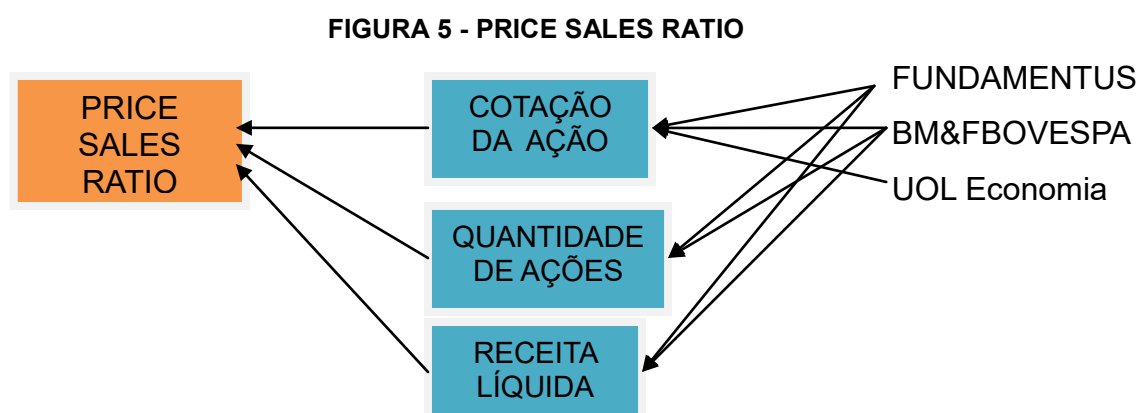 FIGURA 5 - PRICE SALES RATIO
PRICE
SALES
RATIO
COTAÇÃO
DA AÇÃO
QUANTIDADE
DE AÇÕES
RECEITA
LÍQUIDA
FUNDAMENTUS
BM&FBOVESPA
UOL Economia